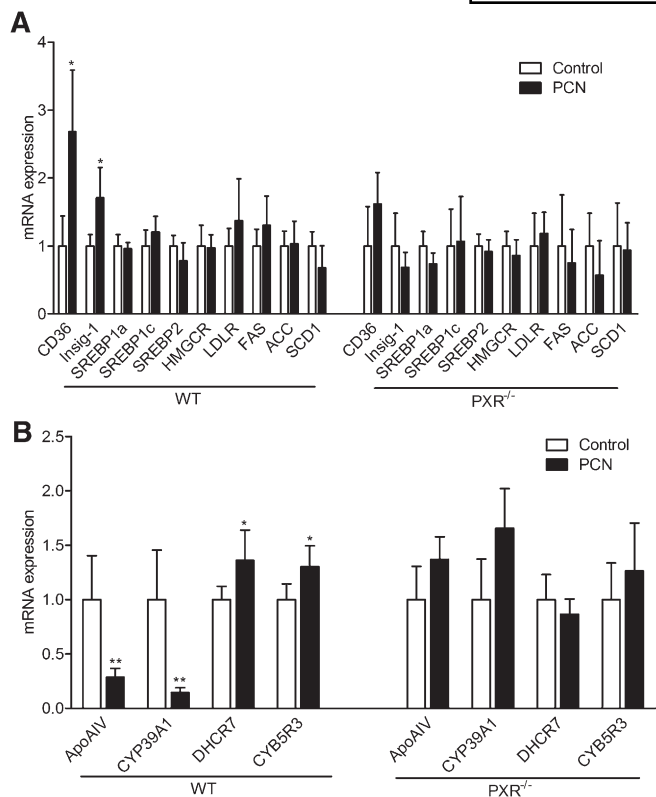 A
mRNA expression
4
3
2
1
0
*
*
Control
PCN
CD36
Insig-1
SREBP1a
SREBP1c
SREBP2
HMGCR
LDLR
FAS
ACC
SCD1
WT
CD36
Insig-1
SREBP1a
SREBP1c
SREBP2
HMGCR
LDLR
FAS
ACC
SCD1
PXR-/-
B
mRNA expression
2.5
2.0
1.5
1.0
0.5
0.0
**
**
*
*
Control
PCN
ApoAIV
CYP39A1
DHCR7
CYB5R3
WT
ApoAIV
CYP39A1
DHCR7
CYB5R3
PXR-/-